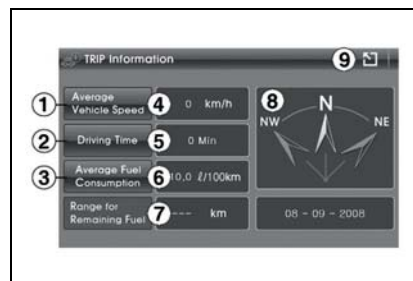 TRIP Information
9
1
Average
Vehicle Speed
4
0 km/h
2
Driving Time
5
0 Min
3
Average Fuel
Consumption
6
10,0 ℓ/100km
Range for
Remaining Fuel
7
--- km
8
N
NW
NE
08 - 09 - 2008